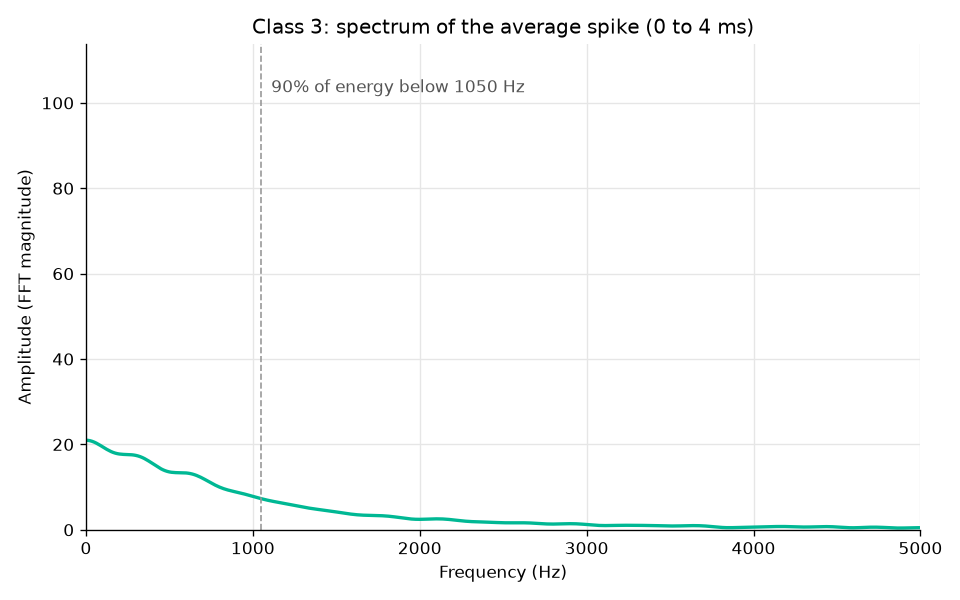 Class 3: spectrum of the average spike (0 to 4 ms)
90% of energy below 1050 Hz
Amplitude (FFT magnitude)
100
80
60
40
20
0
0 1000 2000 3000 4000 5000
Frequency (Hz)